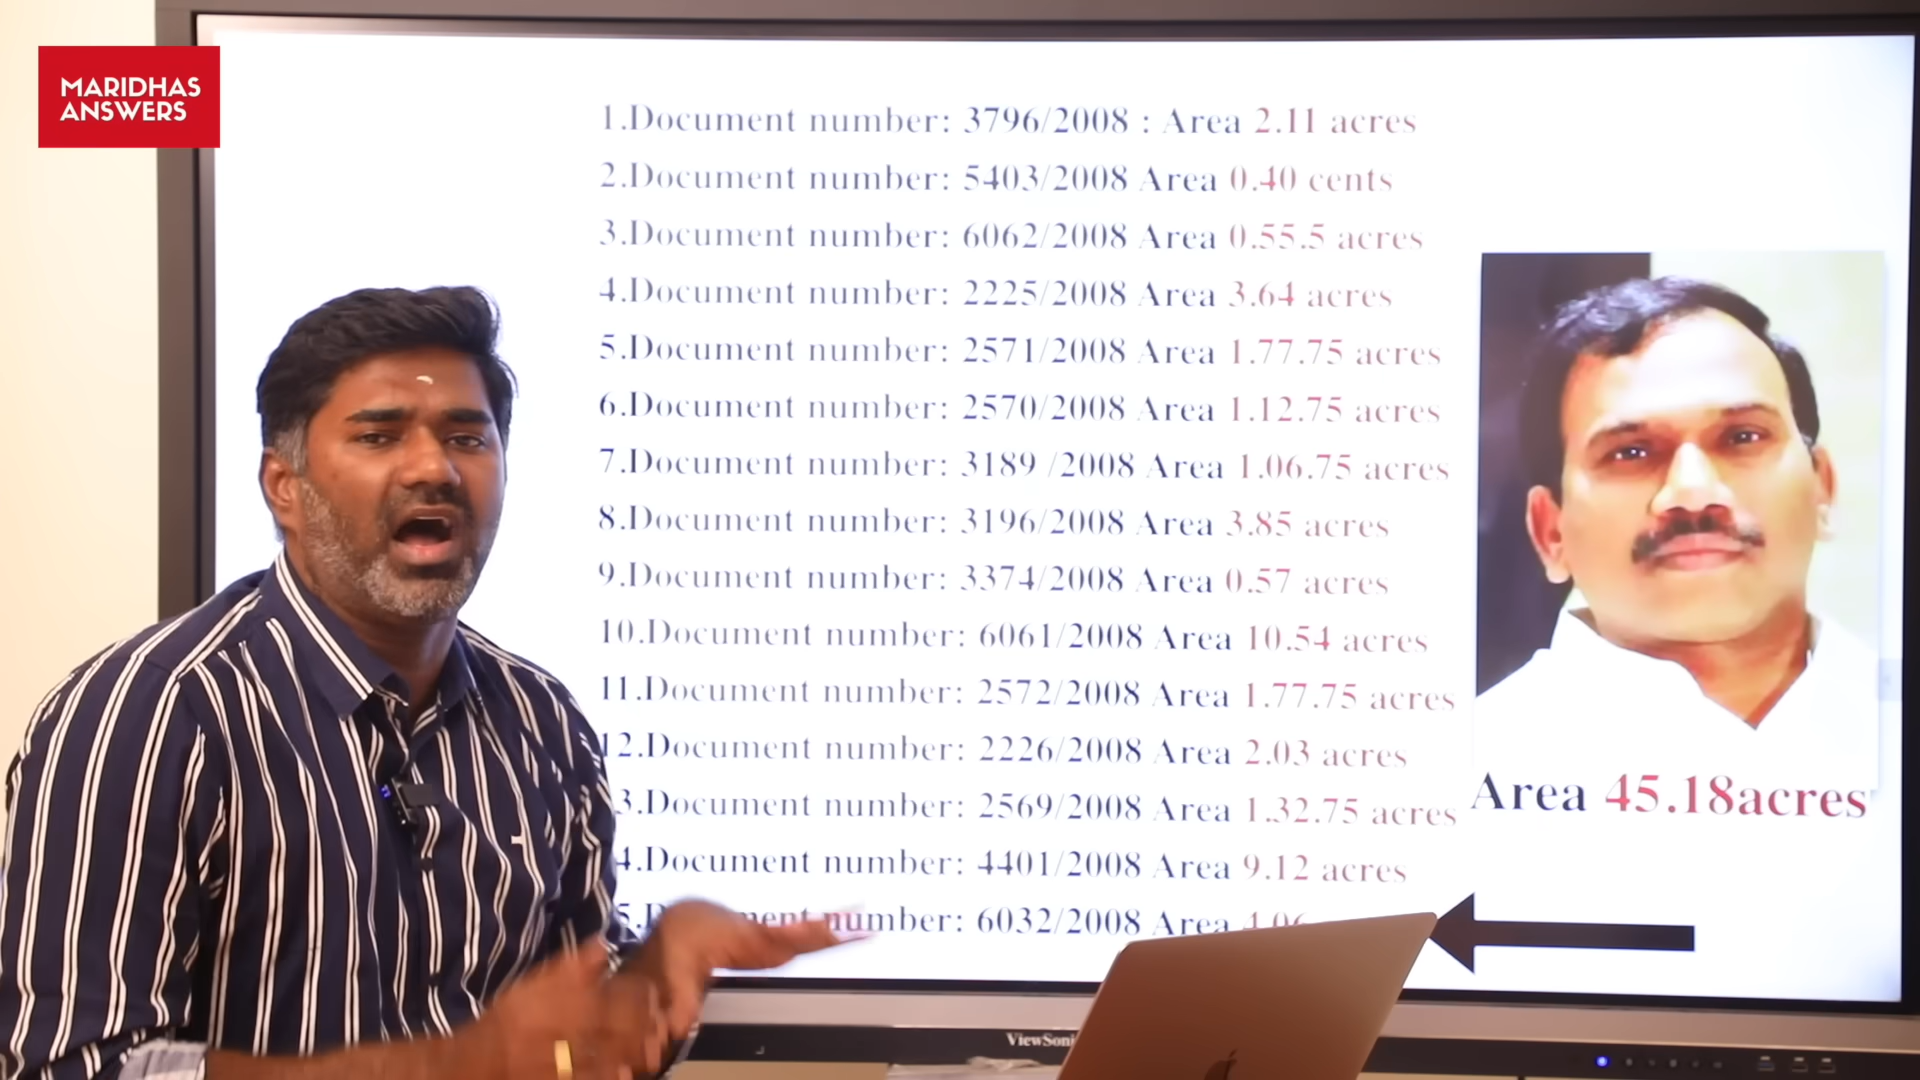 MARIDHAS
ANSWERS
1.Document number: 3796/2008 : Area 2.11 acres
2.Document number: 5403/2008 Area 0.40 cents
3.Document number: 6062/2008 Area 0.55.5 acres
4.Document number: 2225/2008 Area 3.64 acres
5.Document number: 2571/2008 Area 1.77.75 acres
6.Document number: 2570/2008 Area 1.12.75 acres
7.Document number: 3189 /2008 Area 1.06.75 acres
8.Document number: 3196/2008 Area 3.85 acres
9.Document number: 3374/2008 Area 0.57 acres
10.Document number: 6061/2008 Area 10.54 acres
11.Document number: 2572/2008 Area 1.77.75 acres
12.Document number: 2226/2008 Area 2.03 acres
3.Document number: 2569/2008 Area 1.32.75 acres
4.Document number: 4401/2008 Area 9.12 acres
5. number: 6032/2008 Area
Area 45.18acres
ViewSoni